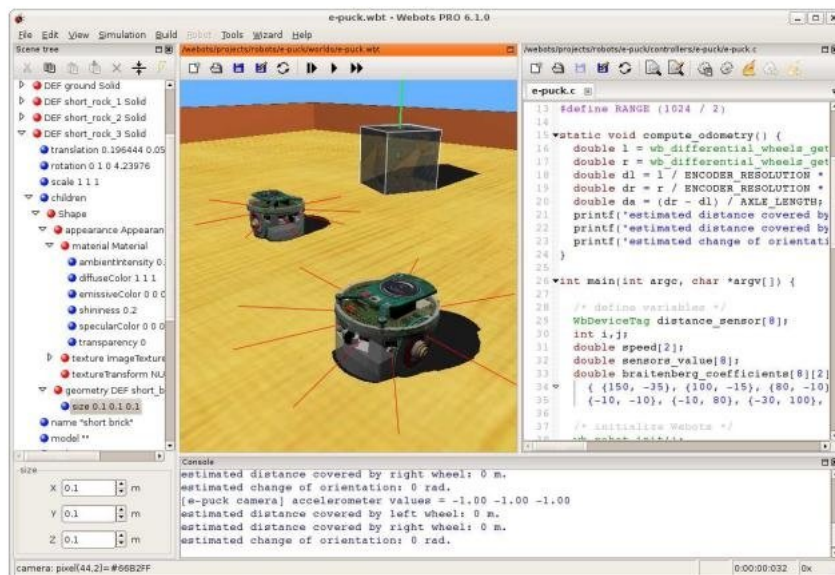 e-puck.wbt - Webots PRO 6.1.0
File Edit View Simulation Build Robot Tools Wizard Help
Scene tree
DEF ground Solid
DEF short_rock_1 Solid
DEF short_rock_2 Solid
DEF short_rock_3 Solid
translation 0.196444 0.05
rotation 0 1 0 4.23976
scale 1 1 1
children
Shape
appearance Appearan
material Material
ambientIntensity 0.
diffuseColor 1 1 1
emissiveColor 0 0 0
shininess 0.2
specularColor 0 0 0
transparency 0
texture ImageTexture
textureTransform NU
geometry DEF short_b
size 0.1 0.1 0.1
name "short brick"
model ""
size
X 0.1 m
Y 0.1 m
Z 0.1 m
/webots/projects/robots/e-puck/worlds/e-puck.wbt
/webots/projects/robots/e-puck/controllers/e-puck/e-puck.c
e-puck.c
13 #define RANGE (1024 / 2)
14
15 static void compute_odometry() {
16 double l = wb_differential_wheels_get
17 double r = wb_differential_wheels_get
18 double dl = l / ENCODER_RESOLUTION *
19 double dr = r / ENCODER_RESOLUTION *
20 double da = (dr - dl) / AXLE_LENGTH;
21 printf("estimated distance covered by
22 printf("estimated distance covered by
23 printf("estimated change of orientati
24 }
25
26 int main(int argc, char *argv[]) {
27
28 /* define variables */
29 WbDeviceTag distance_sensor[8];
30 int i,j;
31 double speed[2];
32 double sensors_value[8];
33 double braitenberg_coefficients[8][2]
34 { {150, -35}, {100, -15}, {80, -10}
35 {-10, -10}, {-10, 80}, {-30, 100},
36
37 /* initialize Webots */
38 wb_robot_init();
Console
estimated distance covered by right wheel: 0 m.
estimated change of orientation: 0 rad.
[e-puck camera] accelerometer values = -1.00 -1.00 -1.00
estimated distance covered by left wheel: 0 m.
estimated distance covered by right wheel: 0 m.
estimated change of orientation: 0 rad.
camera: pixel(44,2)=#66B2FF
0:00:00:032
0x